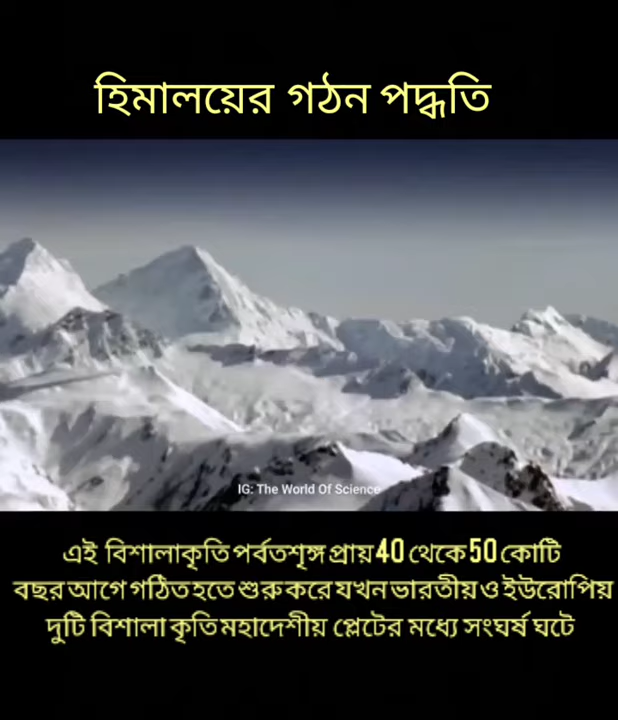 হিমালয়ের গঠন পদ্ধতি
IG: The World Of Science
এই বিশালাকৃতি পর্বতশৃঙ্গ প্রায় 40 থেকে 50 কোটি
বছর আগে গঠিত হতে শুরু করে যখন ভারতীয় ও ইউরোপিয়
দুটি বিশালা কৃতি মহাদেশীয় প্লেটের মধ্যে সংঘর্ষ ঘটে